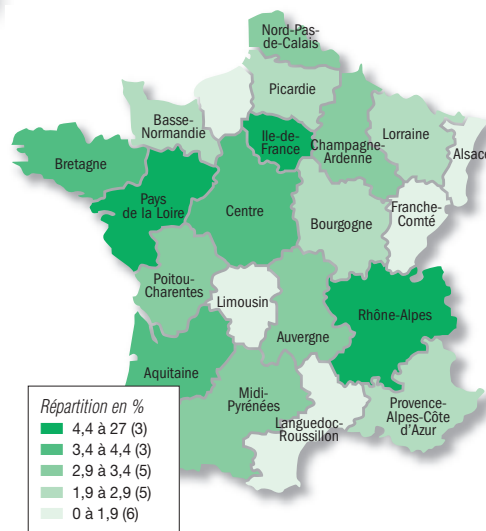 Nord-Pas-
de-Calais
Picardie
Basse-
Normandie
Ile-de-
France
Champagne-
Ardenne
Lorraine
Alsace
Bretagne
Pays
de la Loire
Centre
Bourgogne
Franche-
Comté
Poitou-
Charentes
Limousin
Auvergne
Rhône-Alpes
Aquitaine
Midi-
Pyrénées
Languedoc-
Roussillon
Provence-
Alpes-Côte
d'Azur
Répartition en %
4,4 à 27 (3)
3,4 à 4,4 (3)
2,9 à 3,4 (5)
1,9 à 2,9 (5)
0 à 1,9 (6)